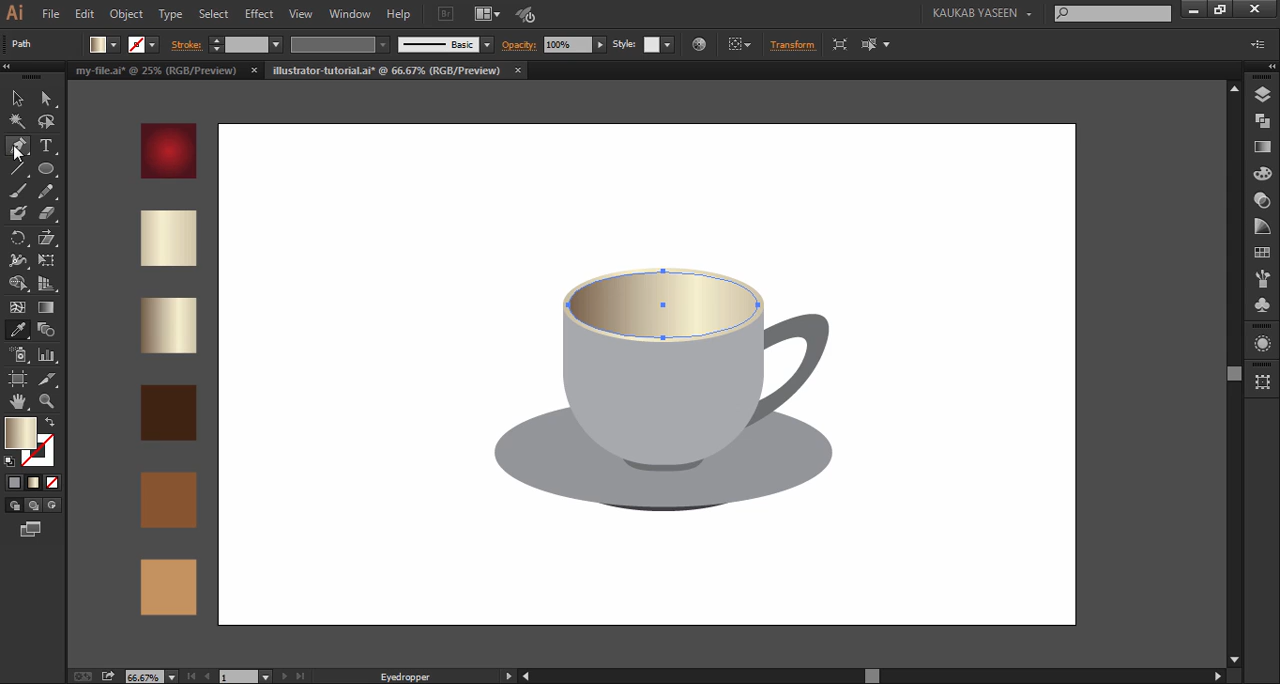 Ai File Edit Object Type Select Effect View Window Help Br KAUKAB YASEEN
Path Stroke: Basic Opacity: 100% Style: Transform
my-file.ai* @ 25% (RGB/Preview) × illustrator-tutorial.ai* @ 66.67% (RGB/Preview) ×
T
66.67% 1 Eyedropper